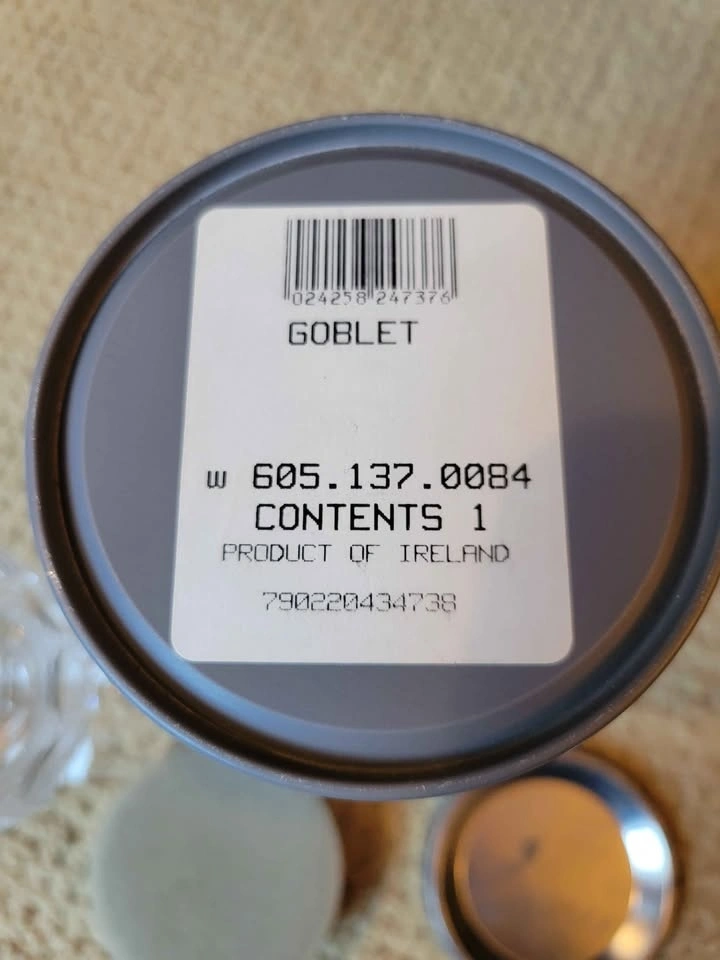 024258 247376
GOBLET
W 605.137.0084
CONTENTS 1
PRODUCT OF IRELAND
790220434738